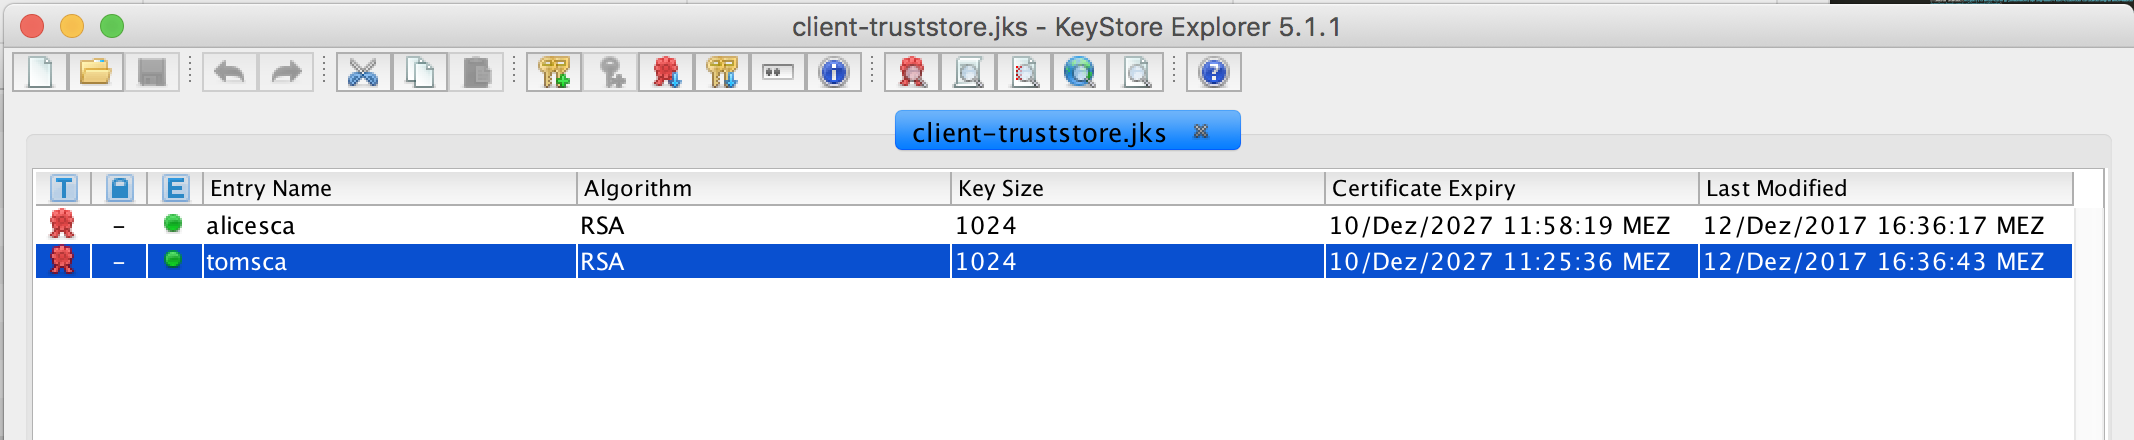 client-truststore.jks - KeyStore Explorer 5.1.1
client-truststore.jks
T E Entry Name Algorithm Key Size Certificate Expiry Last Modified
- alicesca RSA 1024 10/Dez/2027 11:58:19 MEZ 12/Dez/2017 16:36:17 MEZ
- tomsca RSA 1024 10/Dez/2027 11:25:36 MEZ 12/Dez/2017 16:36:43 MEZ